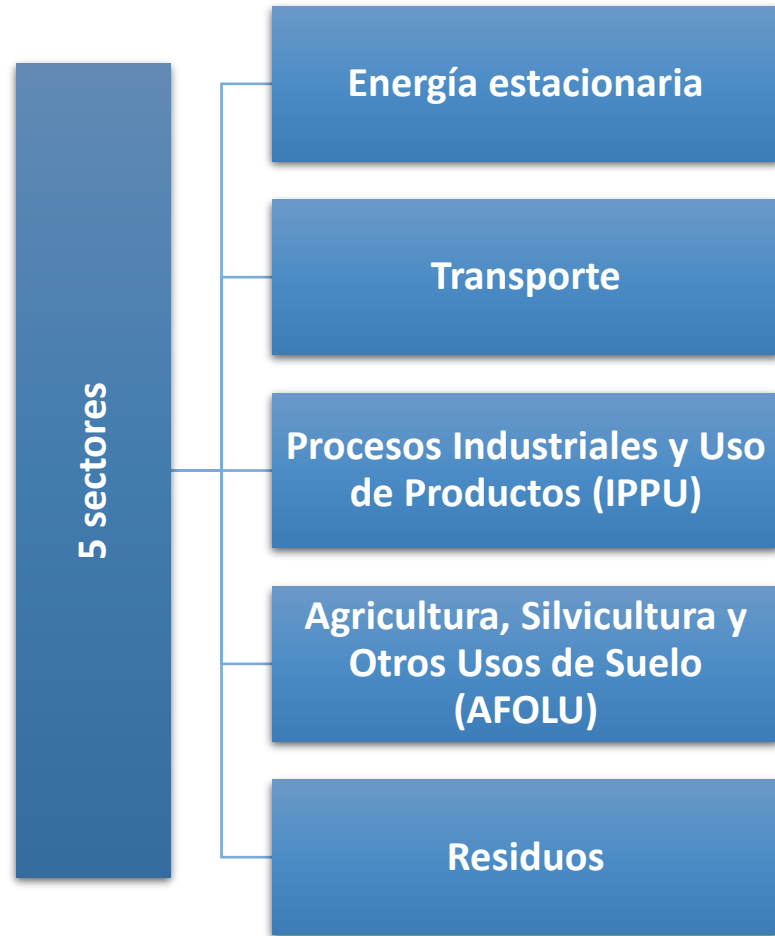 5 sectores
Energía estacionaria
Transporte
Procesos Industriales y Uso
de Productos (IPPU)
Agricultura, Silvicultura y
Otros Usos de Suelo
(AFOLU)
Residuos